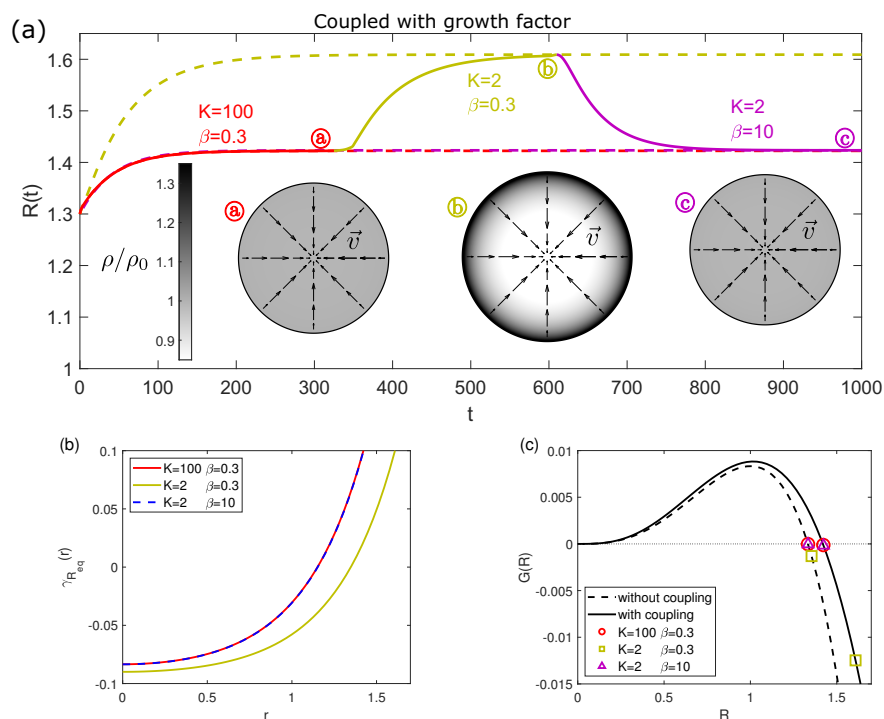 Coupled with growth factor
(a)
1.6
1.5
1.4
1.3
1.2
1.1
1
R(t)
K=100
β=0.3
ⓐ
K=2
β=0.3
ⓑ
K=2
β=10
ⓒ
ρ/ρ₀
1.3
1.2
1.1
1
0.9
ⓐ
v⃗
ⓑ
v⃗
ⓒ
v⃗
0 100 200 300 400 500 600 700 800 900 1000
t
(b)
0.1
0.05
0
-0.05
-0.1
γ_{R_{eq}}(r)
K=100 β=0.3
K=2 β=0.3
K=2 β=10
0 0.5 1 1.5
r
(c)
0.01
0.005
0
-0.005
-0.01
-0.015
G(R)
without coupling
with coupling
K=100 β=0.3
K=2 β=0.3
K=2 β=10
0 0.5 1 1.5
R